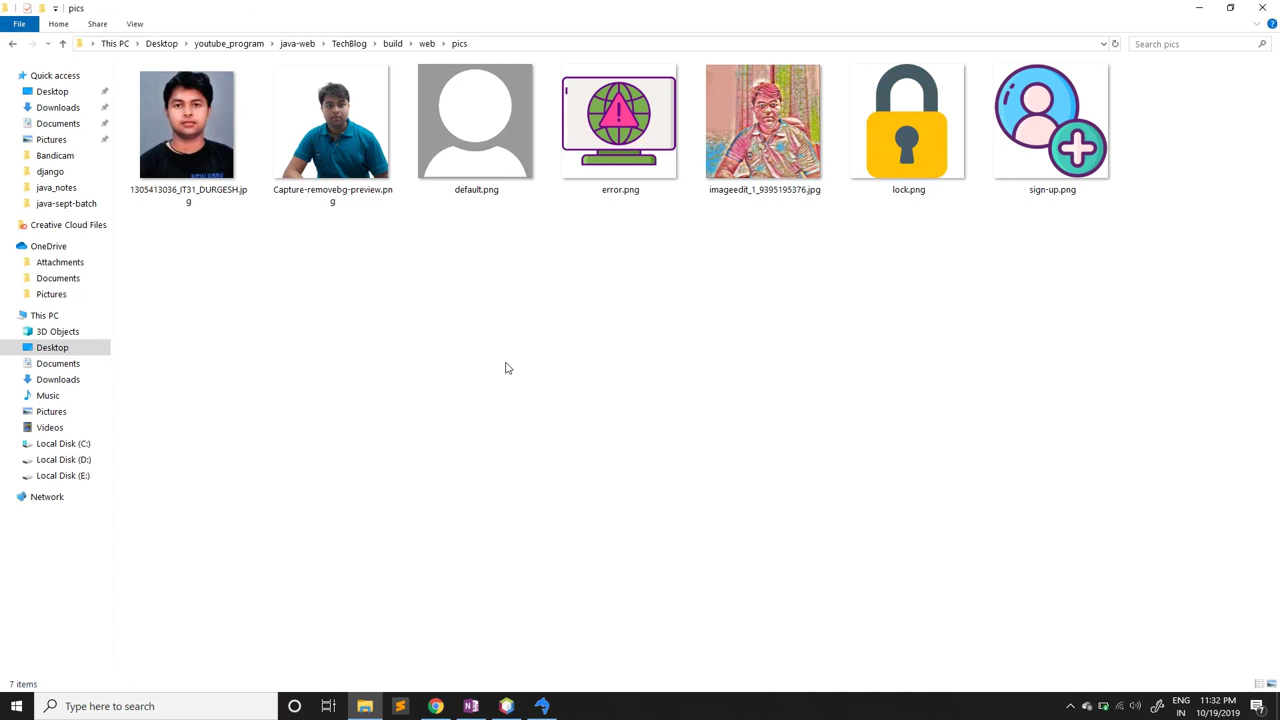 pics
File Home Share View
This PC Desktop youtube_program java-web TechBlog build web pics Search pics
Quick access
Desktop
Downloads
Documents
Pictures
Bandicam
django
java_notes
java-sept-batch
Creative Cloud Files
OneDrive
Attachments
Documents
Pictures
This PC
3D Objects
Desktop
Documents
Downloads
Music
Pictures
Videos
Local Disk (C:)
Local Disk (D:)
Local Disk (E:)
Network
1305413036_IT31_DURGESH.jp
g
Capture-removebg-preview.pn
g
default.png
error.png
imageedit_1_9395195376.jpg
lock.png
sign-up.png
7 items
Type here to search
ENG
IN
11:32 PM
10/19/2019
7